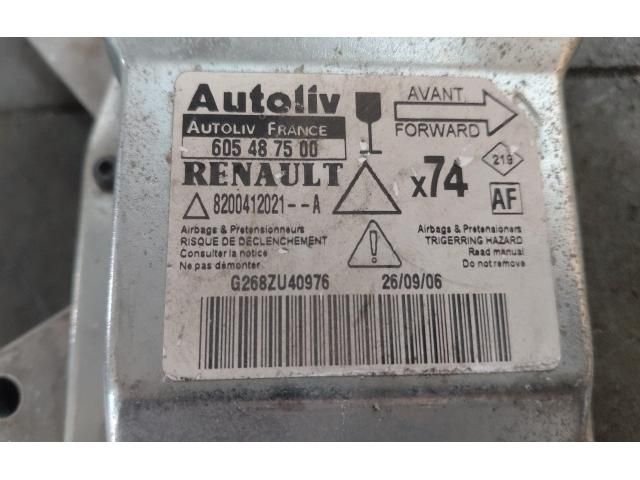 Autoliv
AUTOLIV FRANCE
605 48 75 00
RENAULT
8200412021--A
AVANT
FORWARD
x74
219
AF
Airbags & Pretensionneurs
RISQUE DE DECLENCHEMENT
Consulter la notice
Ne pas démonter
Airbags & Pretensioners
TRIGERRING HAZARD
Read manual
Do not remove
G268ZU40976
26/09/06